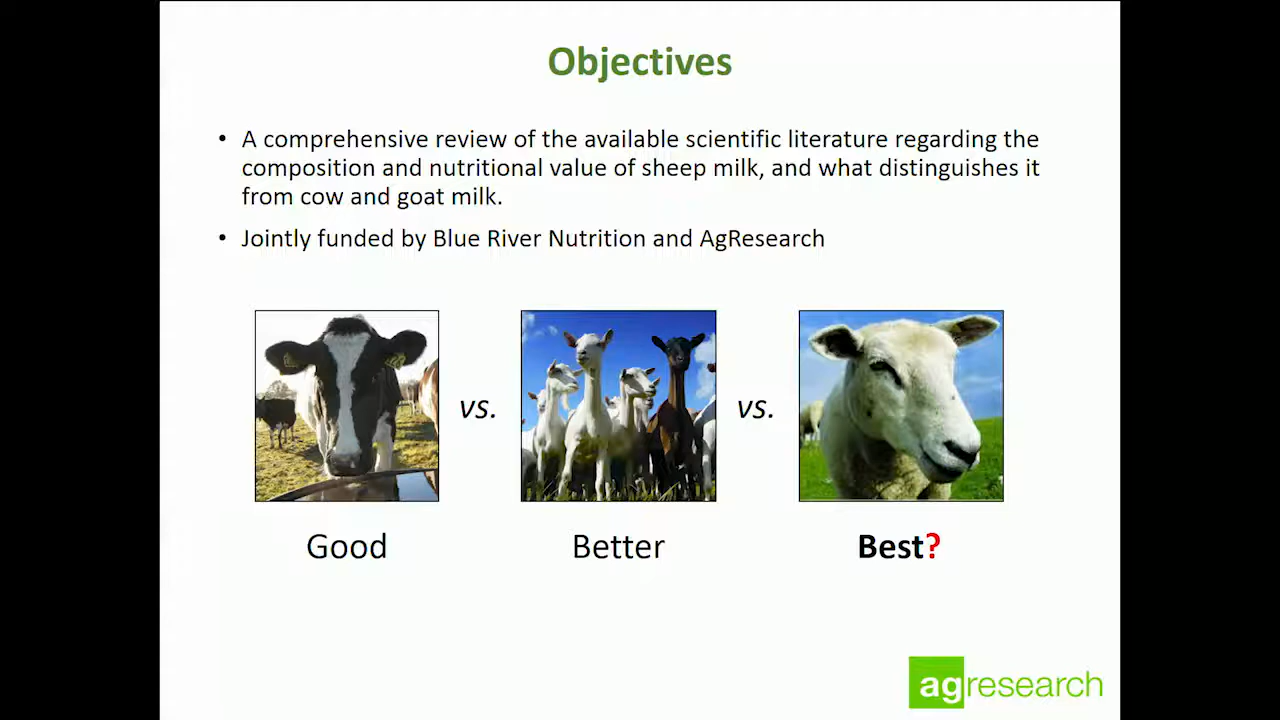 Objectives
• A comprehensive review of the available scientific literature regarding the
composition and nutritional value of sheep milk, and what distinguishes it
from cow and goat milk.
• Jointly funded by Blue River Nutrition and AgResearch
vs.
vs.
Good
Better
Best?
agresearch